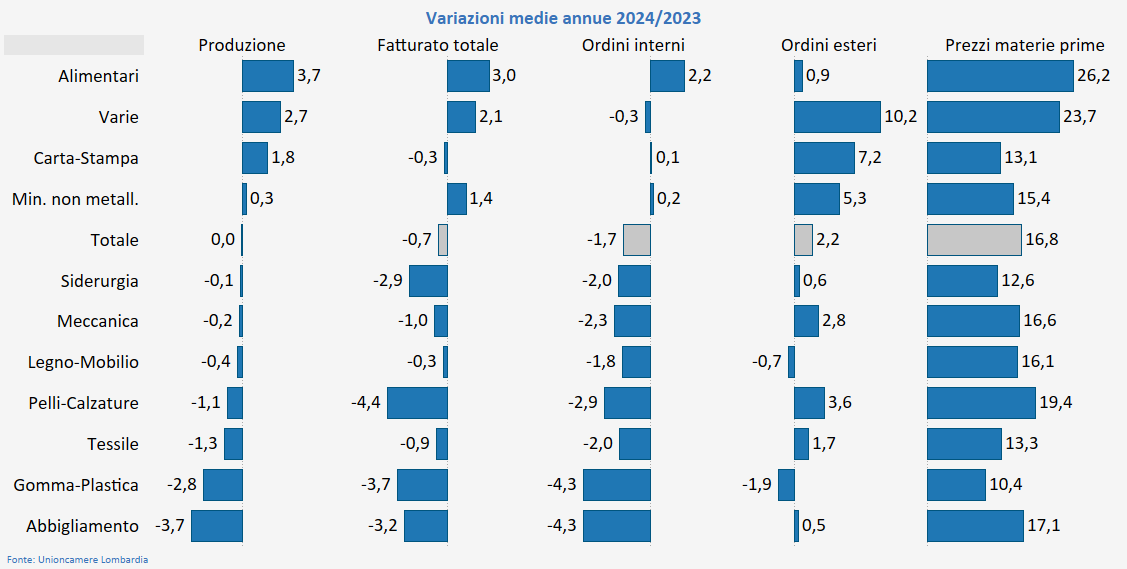 Variazioni medie annue 2024/2023
Produzione Fatturato totale Ordini interni Ordini esteri Prezzi materie prime
Alimentari 3,7 3,0 2,2 0,9 26,2
Varie 2,7 2,1 -0,3 10,2 23,7
Carta-Stampa 1,8 -0,3 0,1 7,2 13,1
Min. non metall. 0,3 1,4 0,2 5,3 15,4
Totale 0,0 -0,7 -1,7 2,2 16,8
Siderurgia -0,1 -2,9 -2,0 0,6 12,6
Meccanica -0,2 -1,0 -2,3 2,8 16,6
Legno-Mobilio -0,4 -0,3 -1,8 -0,7 16,1
Pelli-Calzature -1,1 -4,4 -2,9 3,6 19,4
Tessile -1,3 -0,9 -2,0 1,7 13,3
Gomma-Plastica -2,8 -3,7 -4,3 -1,9 10,4
Abbigliamento -3,7 -3,2 -4,3 0,5 17,1
Fonte: Unioncamere Lombardia